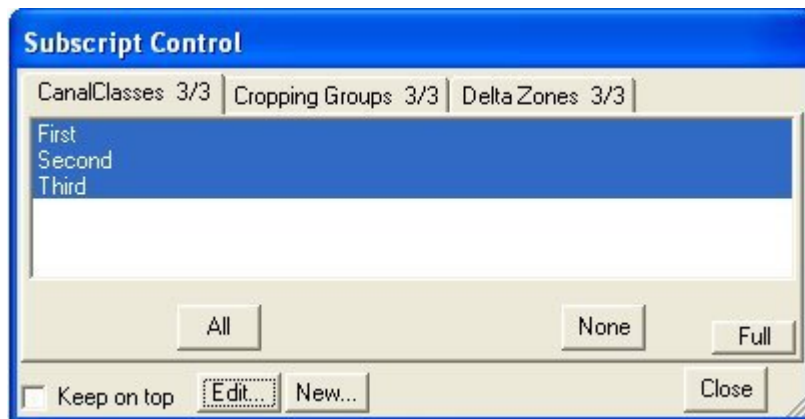 Subscript Control
CanalClasses 3/3 Cropping Groups 3/3 Delta Zones 3/3
First
Second
Third
All None Full
Keep on top Edit... New... Close